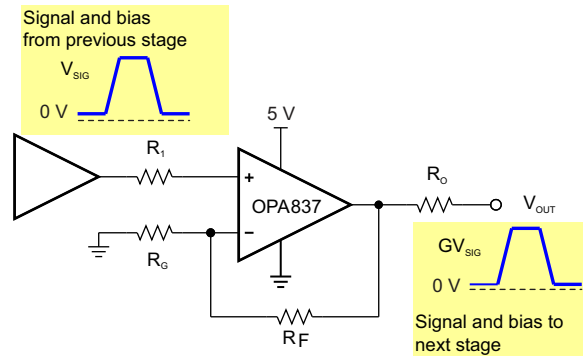 Signal and bias
from previous stage
V_SIG
0 V
5 V
R_1
+
OPA837
−
R_G
R_F
R_O
V_OUT
GV_SIG
0 V
Signal and bias to
next stage